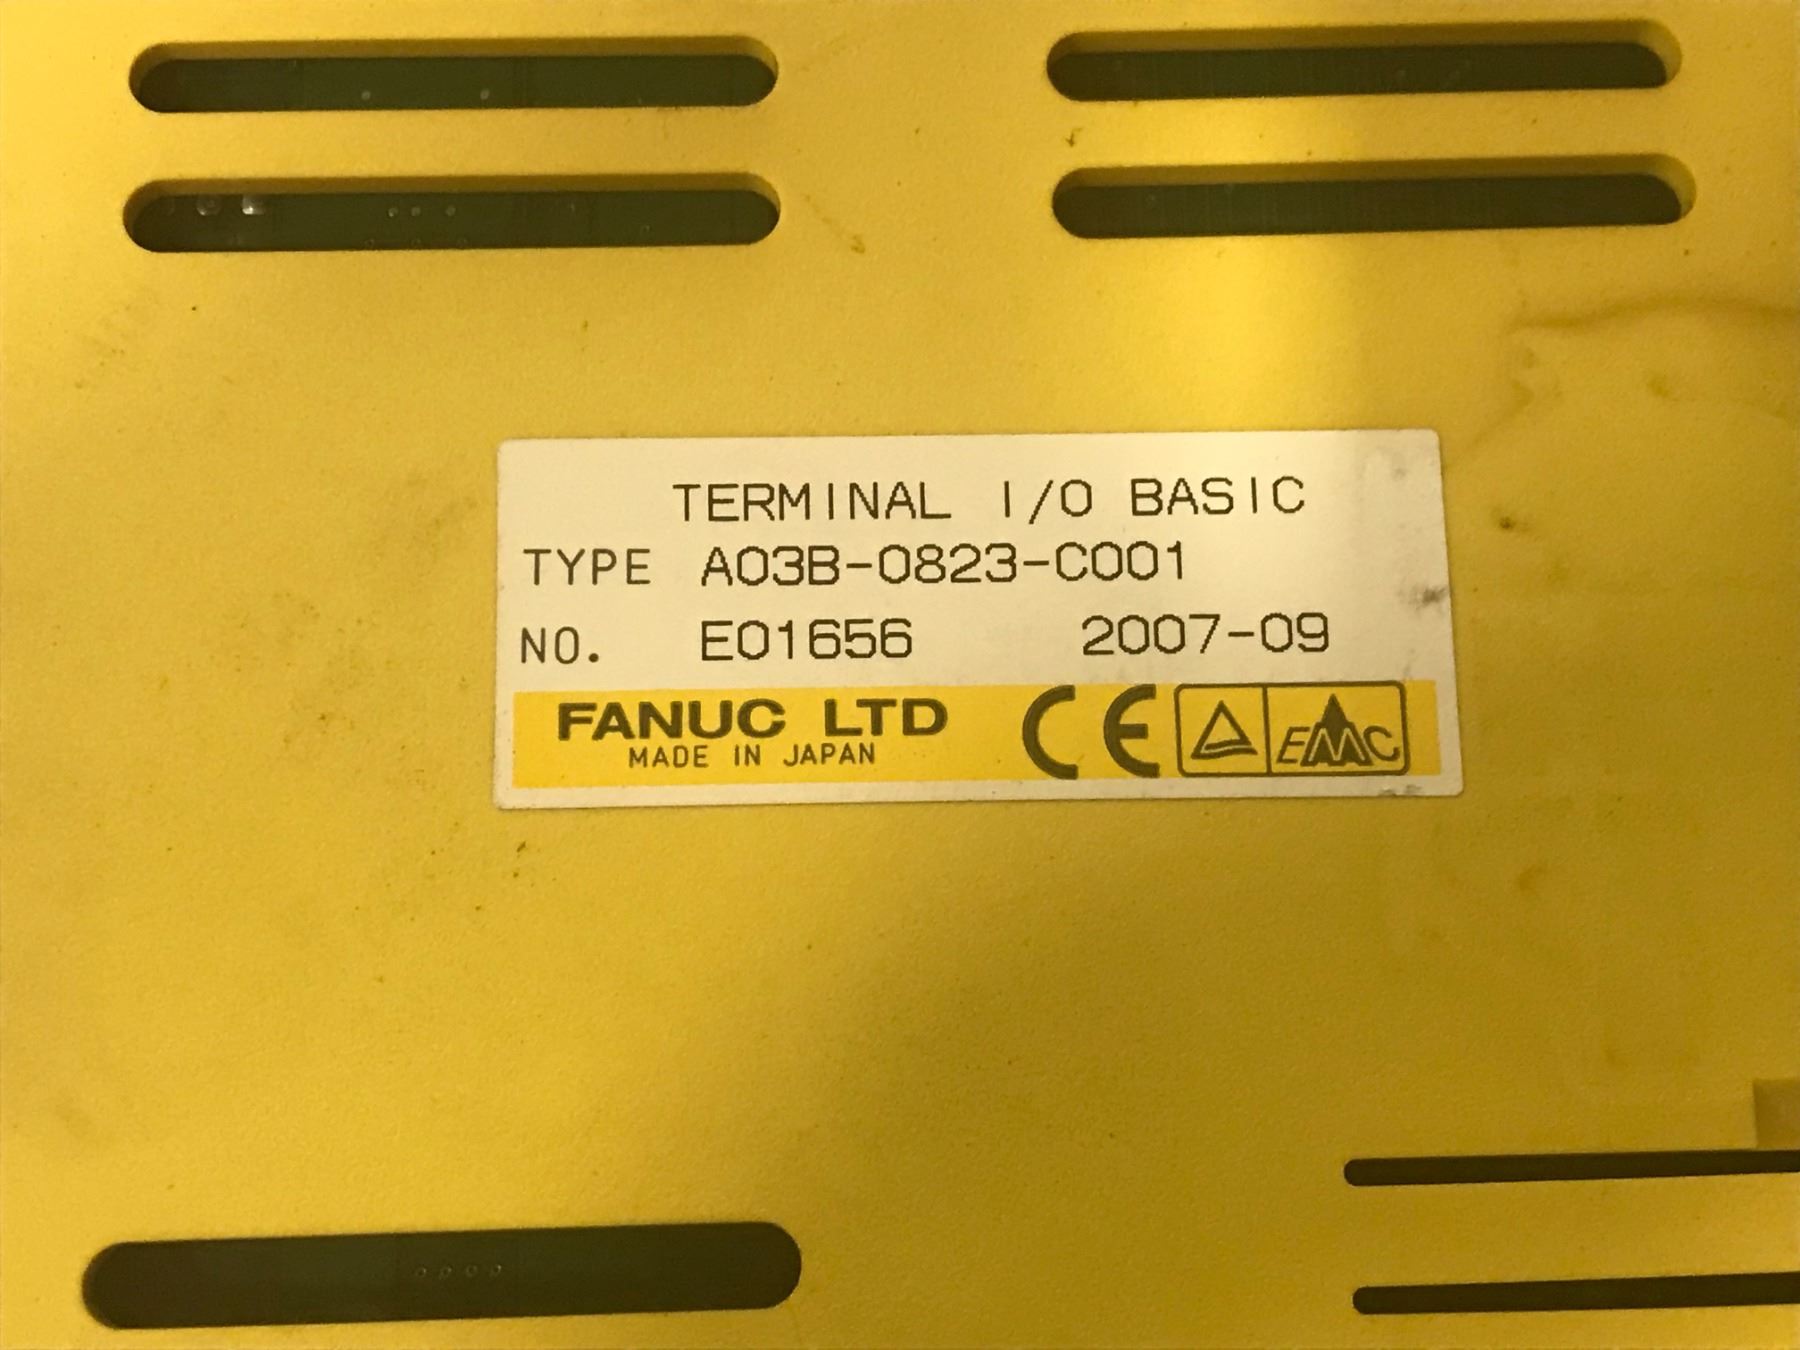 TERMINAL I/O BASIC
TYPE A03B-0823-C001
NO. E01656 2007-09
FANUC LTD CE EMC
MADE IN JAPAN